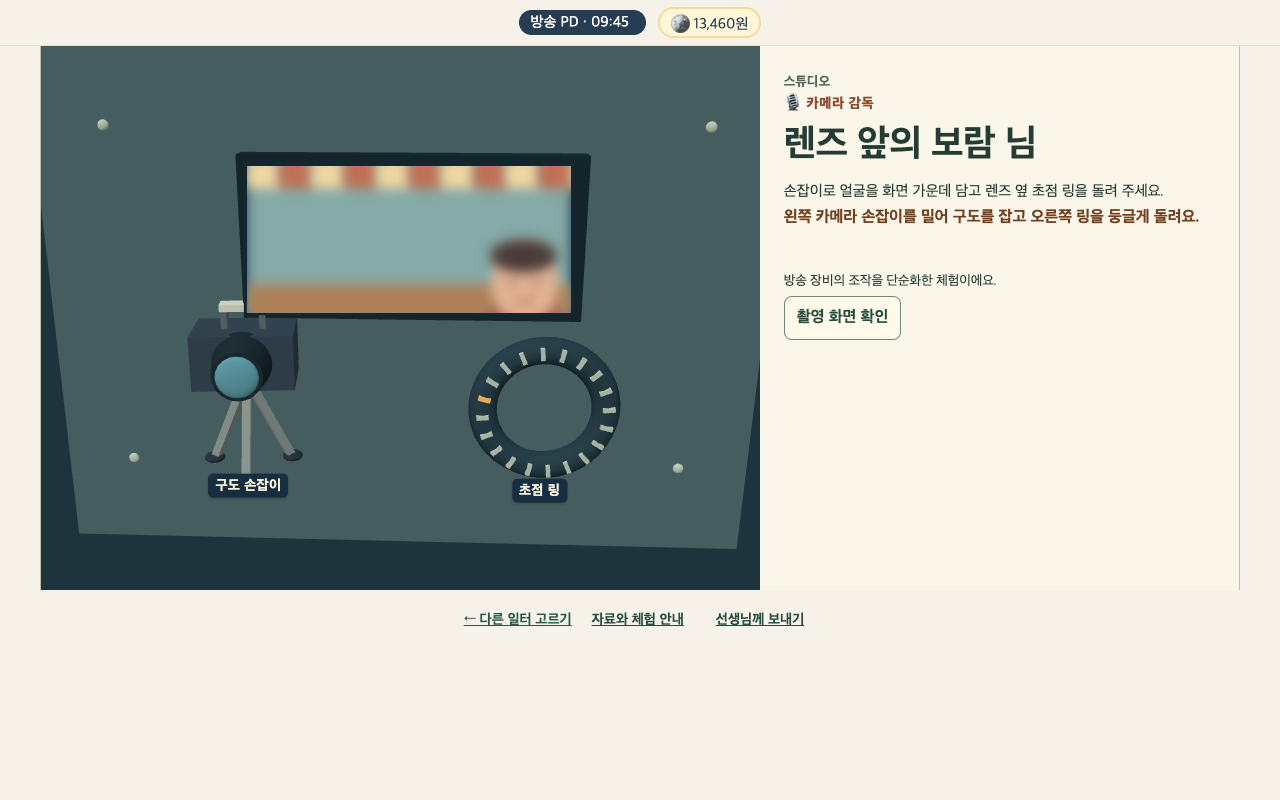 방송 PD · 09:45
13,460원
스튜디오
카메라 감독
렌즈 앞의 보람 님
손잡이로 얼굴을 화면 가운데 담고 렌즈 옆 초점 링을 돌려 주세요.
왼쪽 카메라 손잡이를 밀어 구도를 잡고 오른쪽 링을 둥글게 돌려요.
방송 장비의 조작을 단순화한 체험이에요.
촬영 화면 확인
구도 손잡이
초점 링
← 다른 일터 고르기
자료와 체험 안내
선생님께 보내기